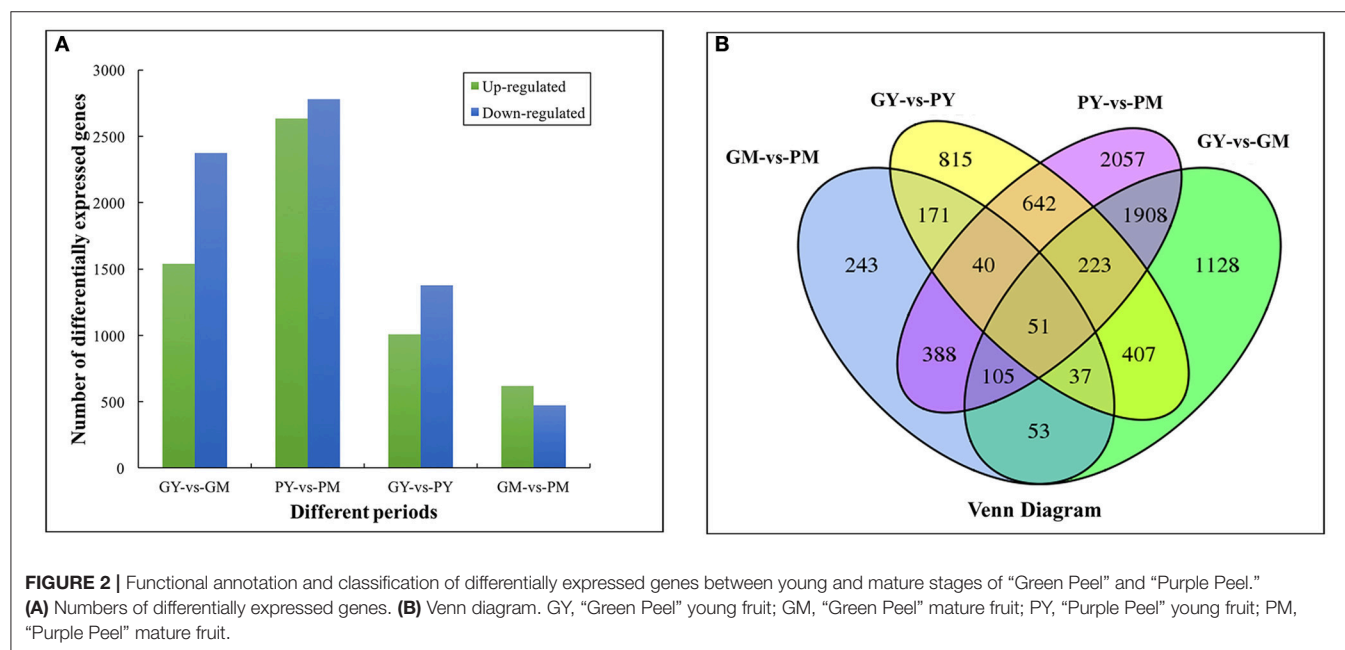 A
3000
2500
2000
1500
1000
500
0
Number of differentially expressed genes
Up-regulated
Down-regulated
GY-vs-GM PY-vs-PM GY-vs-PY GM-vs-PM
Different periods
B
GY-vs-PY
PY-vs-PM
GM-vs-PM
GY-vs-GM
815
2057
171
642
1908
243
40
223
1128
51
388
407
105
37
53
Venn Diagram
FIGURE 2 | Functional annotation and classification of differentially expressed genes between young and mature stages of “Green Peel” and “Purple Peel.”
(A) Numbers of differentially expressed genes. (B) Venn diagram. GY, “Green Peel” young fruit; GM, “Green Peel” mature fruit; PY, “Purple Peel” young fruit; PM,
“Purple Peel” mature fruit.